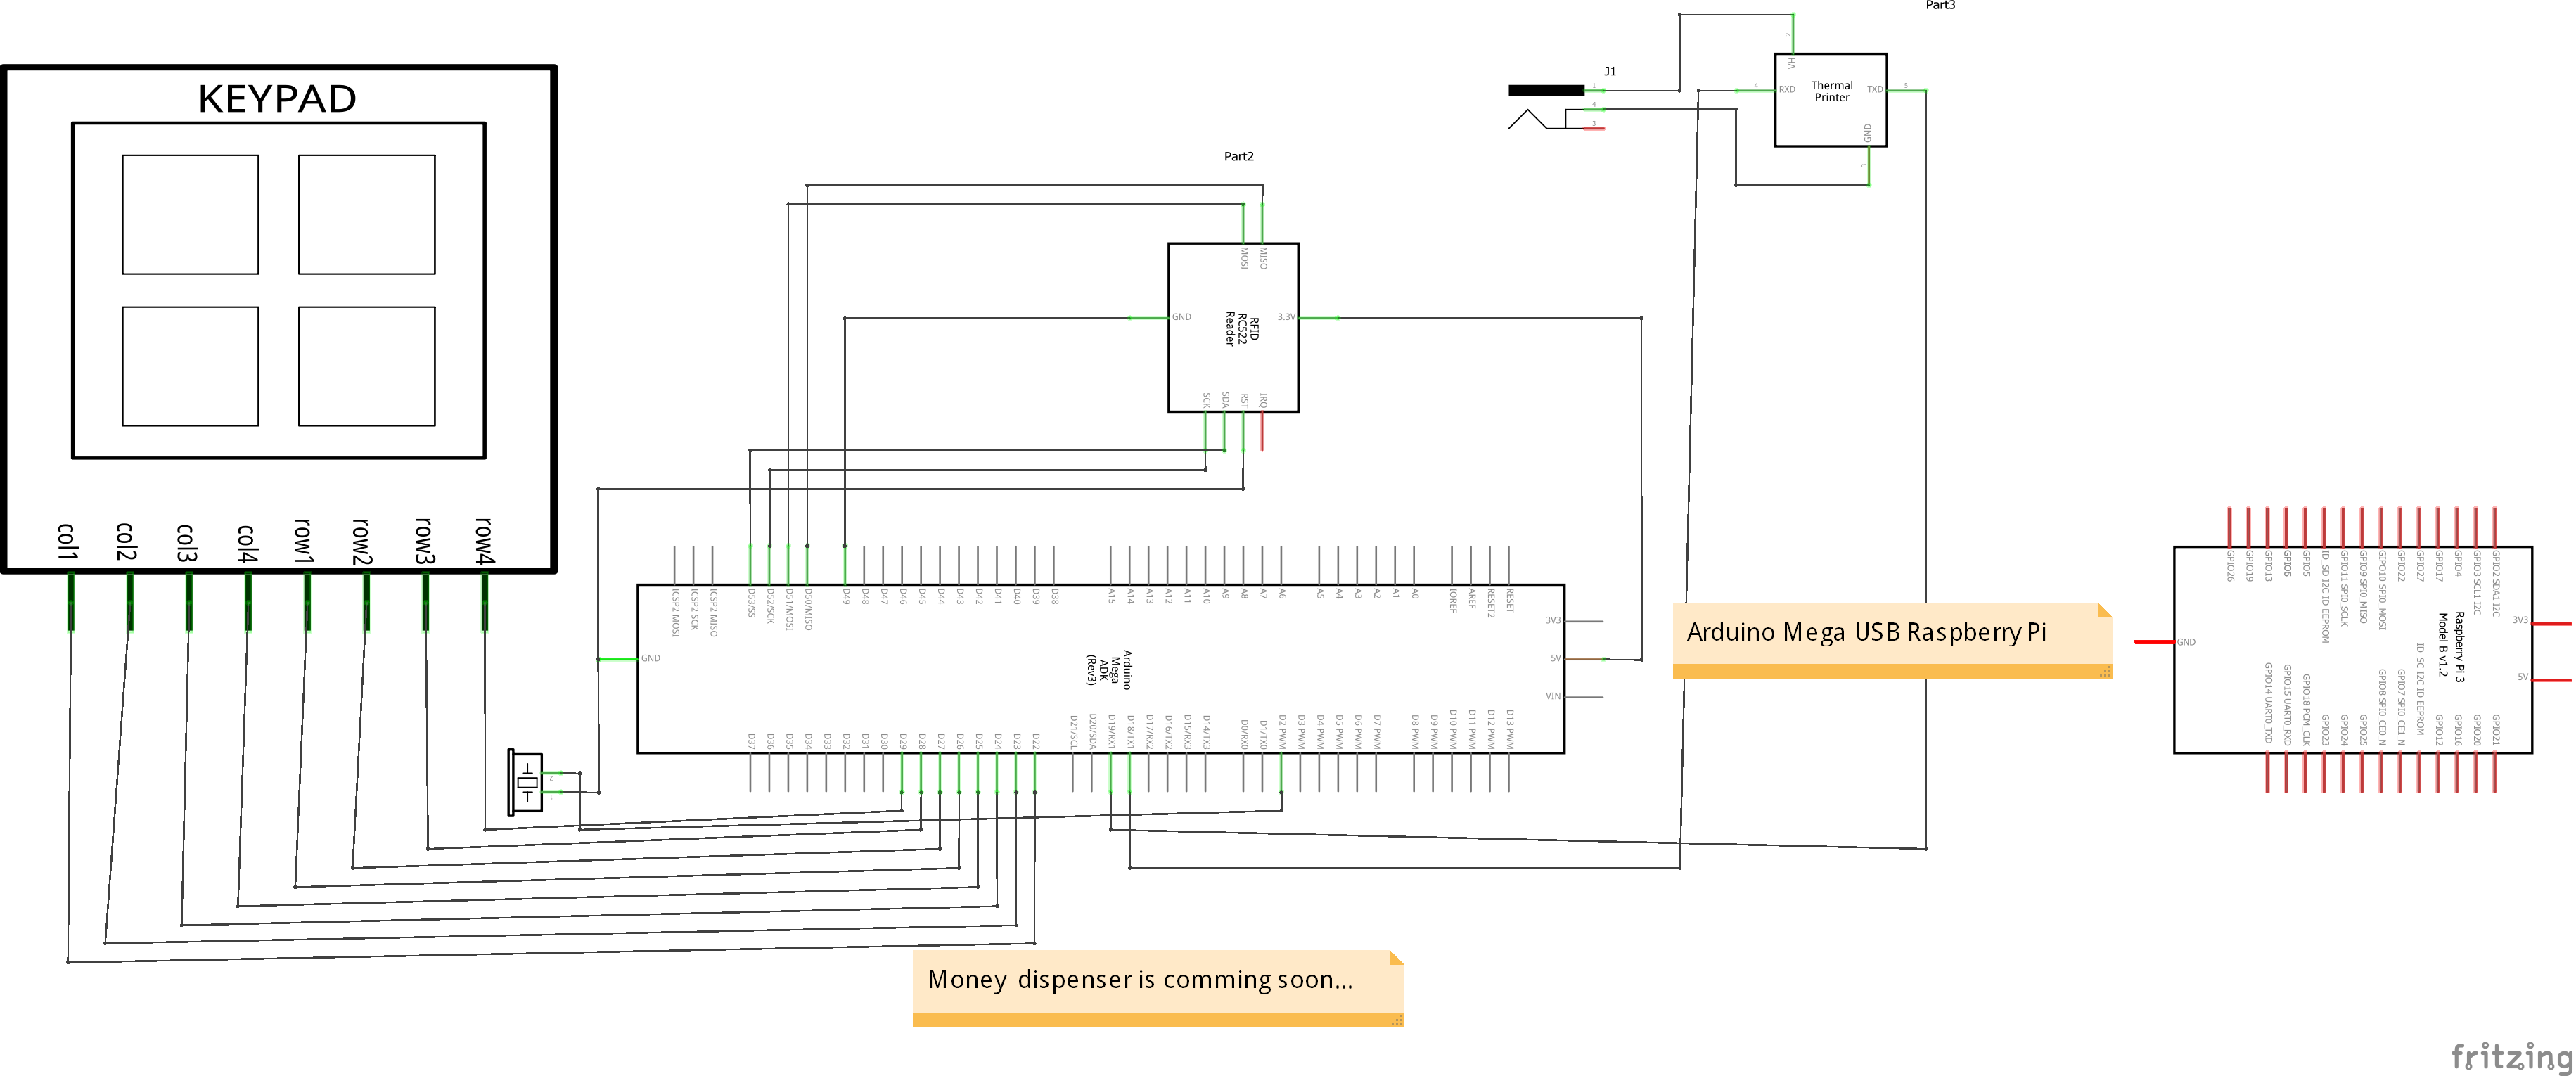 Part3
J1
1
4
3
2
VH
4
RXD
Thermal
Printer
TXD
5
GND
3
KEYPAD
col1
col2
col3
col4
row1
row2
row3
row4
Part2
MOSI
MISO
GND
RFID
RC522
Reader
3.3V
SCK
SDA
RST
IRQ
ICSP2 MOSI
ICSP2 SCK
ICSP2 MISO
D53/SS
D52/SCK
D51/MOSI
D50/MISO
D49
D48
D47
D46
D45
D44
D43
D42
D41
D40
D39
D38
A15
A14
A13
A12
A11
A10
A9
A8
A7
A6
A5
A4
A3
A2
A1
A0
IOREF
AREF
RESET2
RESET
GND
Arduino
Mega
ADK
(Rev3)
3V3
5V
VIN
D37
D36
D35
D34
D33
D32
D31
D30
D29
D28
D27
D26
D25
D24
D23
D22
D21/SCL
D20/SDA
D19/RX1
D18/TX1
D17/RX2
D16/TX2
D15/RX3
D14/TX3
D0/RX0
D1/TX0
D2 PWM
D3 PWM
D4 PWM
D5 PWM
D6 PWM
D7 PWM
D8 PWM
D9 PWM
D10 PWM
D11 PWM
D12 PWM
D13 PWM
2
1
Arduino Mega USB Raspberry Pi
GPIO26
GPIO19
GPIO13
GPIO6
GPIO5
ID_SD I2C ID EEPROM
GPIO11 SPI0_SCLK
GPIO9 SPI0_MISO
GPIO10 SPI0_MOSI
GPIO22
GPIO27
GPIO17
GPIO4
GPIO3 SCL1 I2C
GPIO2 SDA1 I2C
GND
Raspberry Pi 3
Model B v1.2
3V3
5V
GPIO14 UART0_TXD
GPIO15 UART0_RXD
GPIO18 PCM_CLK
GPIO23
GPIO24
GPIO25
GPIO8 SPI0_CE0_N
GPIO7 SPI0_CE1_N
ID_SC I2C ID EEPROM
GPIO12
GPIO16
GPIO20
GPIO21
Money dispenser is comming soon...
fritzing